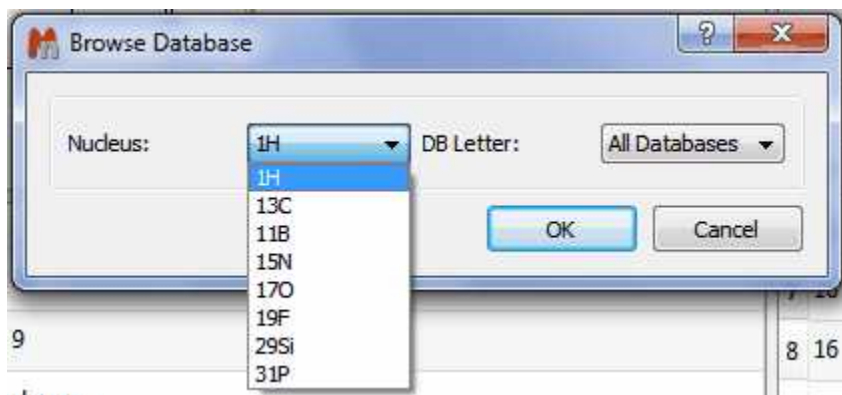 Browse Database
Nucleus: 1H DB Letter: All Databases
1H
13C
11B
15N
17O
19F
29Si
31P
OK Cancel
9
8 16